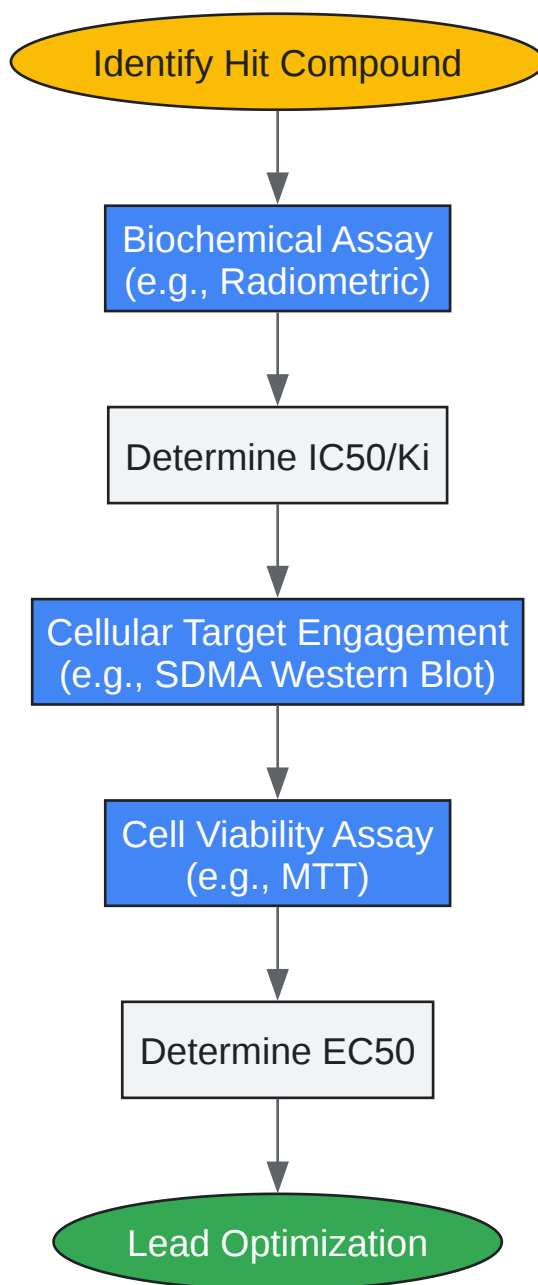 Identify Hit Compound
Biochemical Assay
(e.g., Radiometric)
Determine IC50/Ki
Cellular Target Engagement
(e.g., SDMA Western Blot)
Cell Viability Assay
(e.g., MTT)
Determine EC50
Lead Optimization